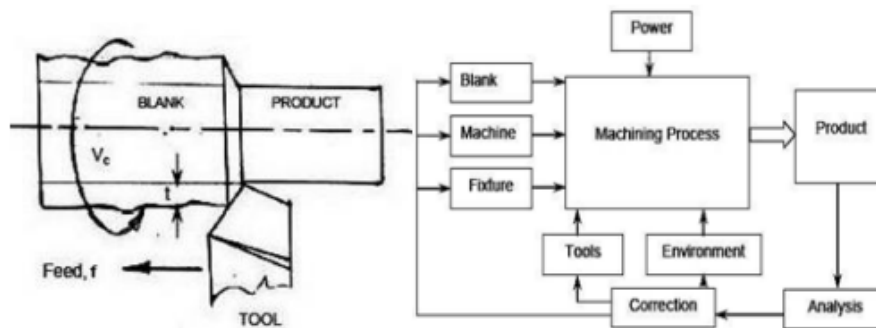 BLANK
PRODUCT
Vc
t
Feed, f
TOOL
Power
Blank
Machine
Fixture
Machining Process
Product
Tools
Environment
Correction
Analysis